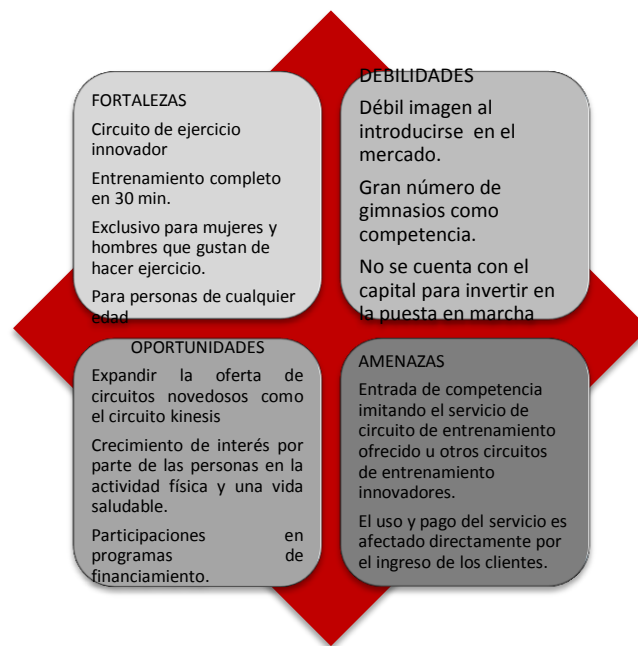 FORTALEZAS
Circuito de ejercicio
innovador
Entrenamiento completo
en 30 min.
Exclusivo para mujeres y
hombres que gustan de
hacer ejercicio.
Para personas de cualquier
edad
DEBILIDADES
Débil imagen al
introducirse en el
mercado.
Gran número de
gimnasios como
competencia.
No se cuenta con el
capital para invertir en
la puesta en marcha
OPORTUNIDADES
Expandir la oferta de
circuitos novedosos como
el circuito kinesis
Crecimiento de interés por
parte de las personas en la
actividad física y una vida
saludable.
Participaciones en
programas de
financiamiento.
AMENAZAS
Entrada de competencia
imitando el servicio de
circuito de entrenamiento
ofrecido u otros circuitos
de entrenamiento
innovadores.
El uso y pago del servicio es
afectado directamente por
el ingreso de los clientes.